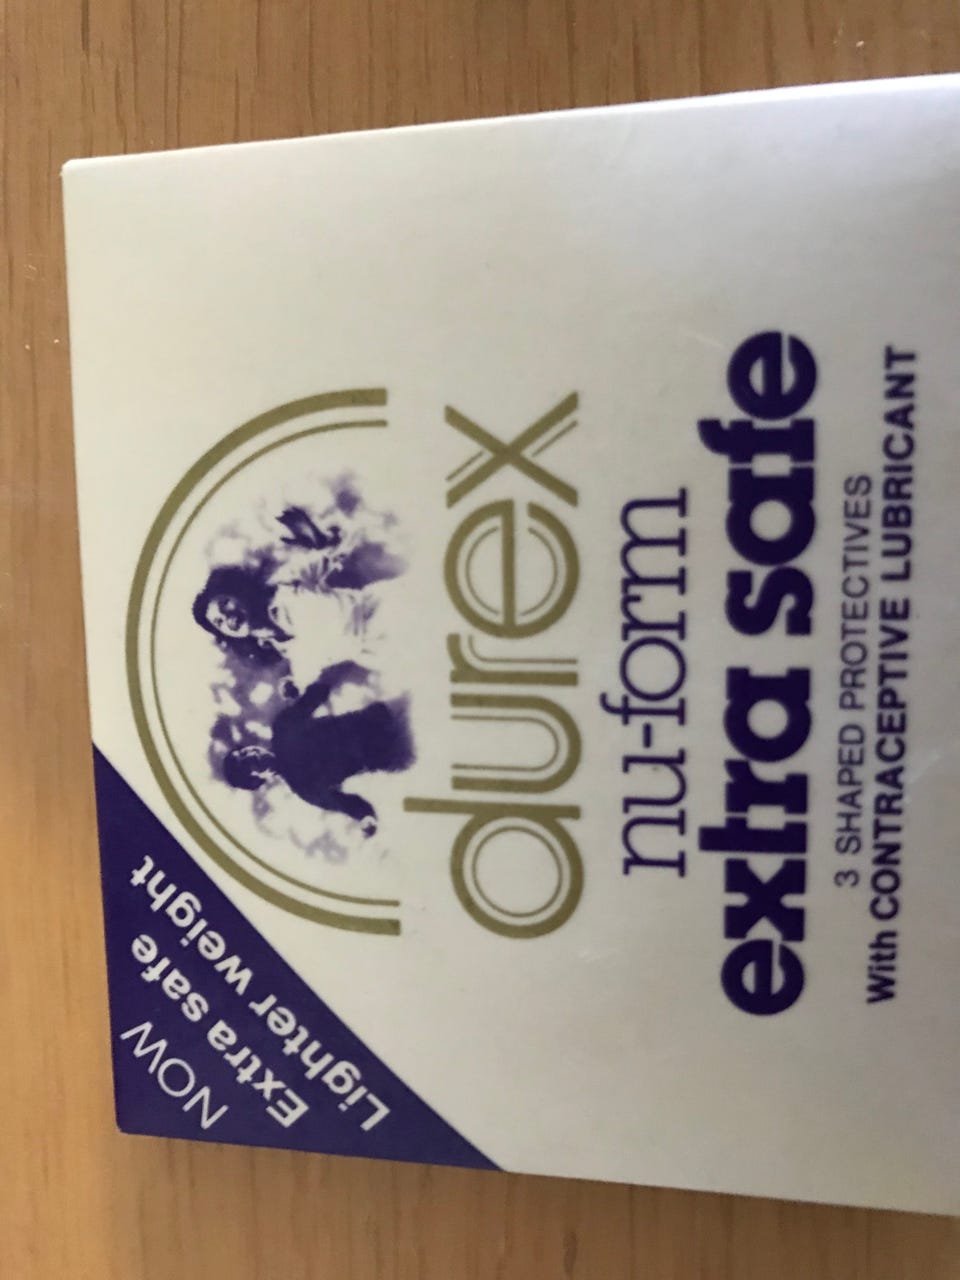 NOW
Extra safe
Lighter weight
durex
nu-form
extra safe
3 SHAPED PROTECTIVES
With CONTRACEPTIVE LUBRICANT